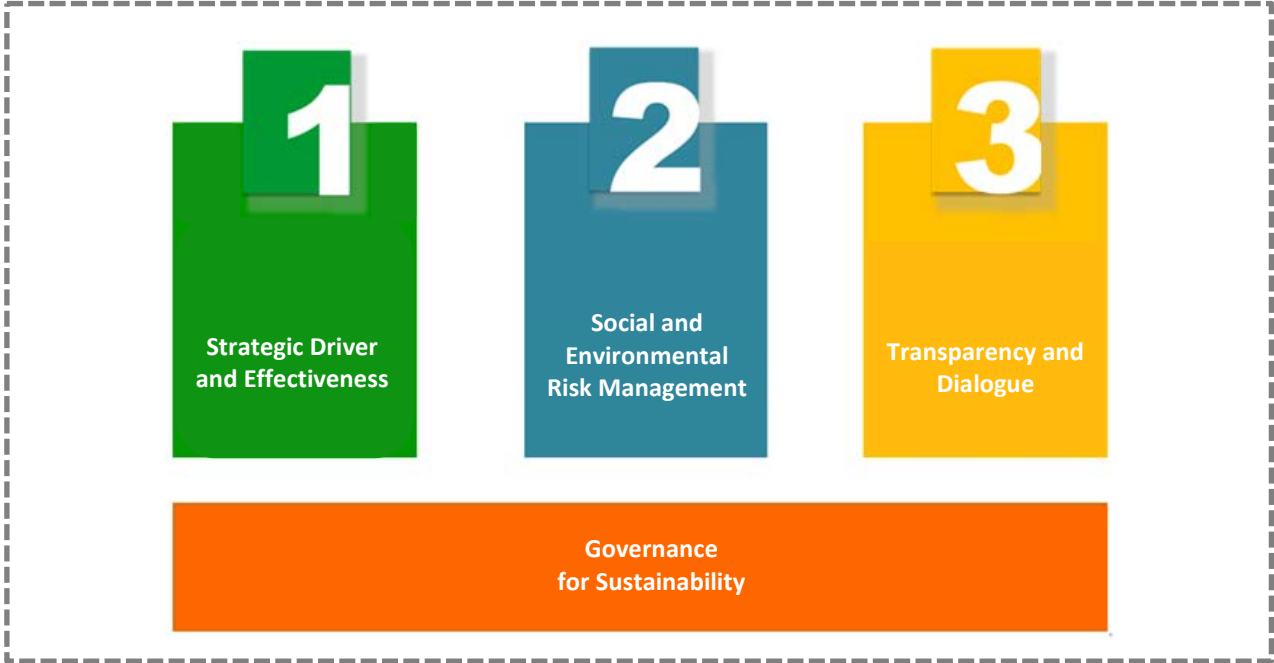 1
Strategic Driver
and Effectiveness
2
Social and
Environmental
Risk Management
3
Transparency and
Dialogue
Governance
for Sustainability